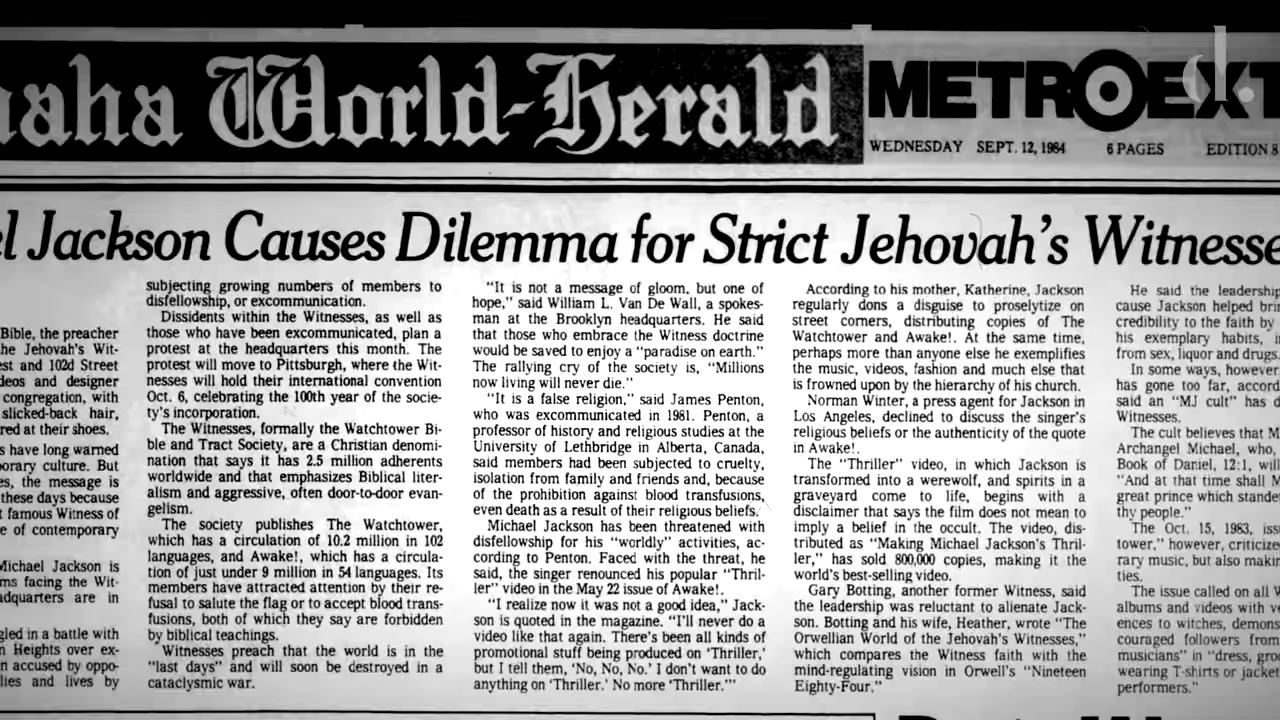 aha World-Herald
METRO EXT
d.
WEDNESDAY SEPT. 12, 1984 6 PAGES EDITION 8
el Jackson Causes Dilemma for Strict Jehovah's Witnesse
Bible, the preacher
he Jehovah's Wit-
est and 102d Street
deos and designer
congregation, with
slicked-back hair,
red at their shoes.
s have long warned
porary culture. But
es, the message is
these days because
t famous Witness of
e of contemporary
Michael Jackson is
ms facing the Wit-
adquarters are in
gled in a battle with
n Heights over ex-
n accused by oppo-
lies and lives by
subjecting growing numbers of members to
disfellowship, or excommunication.
Dissidents within the Witnesses, as well as
those who have been excommunicated, plan a
protest at the headquarters this month. The
protest will move to Pittsburgh, where the Wit-
nesses will hold their international convention
Oct. 6, celebrating the 100th year of the socie-
ty's incorporation.
The Witnesses, formally the Watchtower Bi-
ble and Tract Society, are a Christian denomi-
nation that says it has 2.5 million adherents
worldwide and that emphasizes Biblical liter-
alism and aggressive, often door-to-door evan-
gelism.
The society publishes The Watchtower,
which has a circulation of 10.2 million in 102
languages, and Awake!, which has a circula-
tion of just under 9 million in 54 languages. Its
members have attracted attention by their re-
fusal to salute the flag or to accept blood trans-
fusions, both of which they say are forbidden
by biblical teachings.
Witnesses preach that the world is in the
"last days" and will soon be destroyed in a
cataclysmic war.
"It is not a message of gloom, but one of
hope," said William L. Van De Wall, a spokes-
man at the Brooklyn headquarters. He said
that those who embrace the Witness doctrine
would be saved to enjoy a "paradise on earth."
The rallying cry of the society is, "Millions
now living will never die."
"It is a false religion," said James Penton,
who was excommunicated in 1981. Penton, a
professor of history and religious studies at the
University of Lethbridge in Alberta, Canada,
said members had been subjected to cruelty,
isolation from family and friends and, because
of the prohibition against blood transfusions,
even death as a result of their religious beliefs.
Michael Jackson has been threatened with
disfellowship for his "worldly" activities, ac-
cording to Penton. Faced with the threat, he
said, the singer renounced his popular "Thril-
ler" video in the May 22 issue of Awake!.
"I realize now it was not a good idea," Jack-
son is quoted in the magazine. "I'll never do a
video like that again. There's been all kinds of
promotional stuff being produced on 'Thriller,'
but I tell them, 'No, No, No.' I don't want to do
anything on 'Thriller.' No more 'Thriller.'"
According to his mother, Katherine, Jackson
regularly dons a disguise to proselytize on
street corners, distributing copies of The
Watchtower and Awake!. At the same time,
perhaps more than anyone else he exemplifies
the music, videos, fashion and much else that
is frowned upon by the hierarchy of his church.
Norman Winter, a press agent for Jackson in
Los Angeles, declined to discuss the singer's
religious beliefs or the authenticity of the quote
in Awake!.
The "Thriller" video, in which Jackson is
transformed into a werewolf, and spirits in a
graveyard come to life, begins with a
disclaimer that says the film does not mean to
imply a belief in the occult. The video, dis-
tributed as "Making Michael Jackson's Thril-
ler," has sold 800,000 copies, making it the
world's best-selling video.
Gary Botting, another former Witness, said
the leadership was reluctant to alienate Jack-
son. Botting and his wife, Heather, wrote "The
Orwellian World of the Jehovah's Witnesses,"
which compares the Witness faith with the
mind-regulating vision in Orwell's "Nineteen
Eighty-Four."
He said the leadership
cause Jackson helped bri
credibility to the faith by
his exemplary habits, i
from sex, liquor and drugs.
In some ways, however
has gone too far, accord
said an "MJ cult" has d
Witnesses.
The cult believes that M
Archangel Michael, who,
Book of Daniel, 12:1, will
"And at that time shall M
great prince which stande
thy people."
The Oct. 15, 1983, iss
tower," however, criticize
rary music, but also makin
ties.
The issue called on all W
albums and videos with v
ences to witches, demons
couraged followers from
musicians" in "dress, groo
wearing T-shirts or jacket
performers."